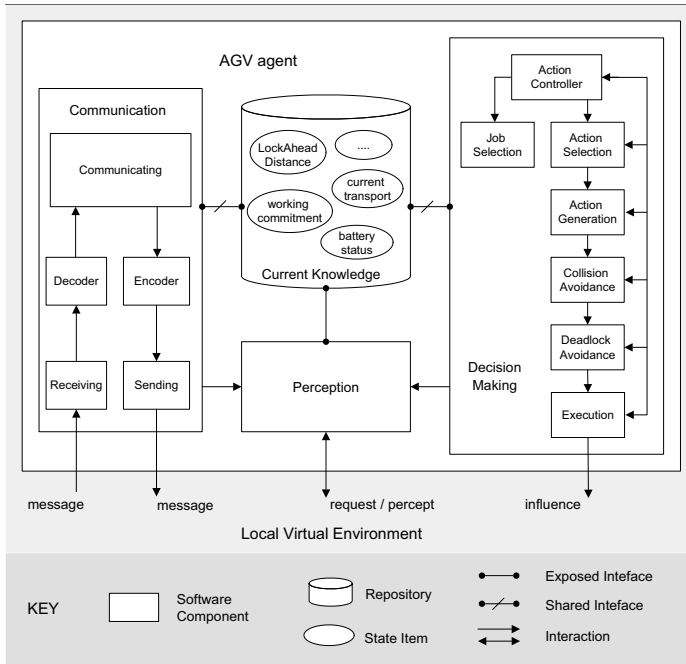 AGV agent
Communication
Communicating
Decoder
Encoder
Receiving
Sending
LockAhead
Distance
....
current
transport
working
commitment
battery
status
Current Knowledge
Perception
Action
Controller
Job
Selection
Action
Selection
Action
Generation
Collision
Avoidance
Deadlock
Avoidance
Decision
Making
Execution
message
message
request / percept
influence
Local Virtual Environment
KEY
Software
Component
Repository
State Item
Exposed Inteface
Shared Inteface
Interaction